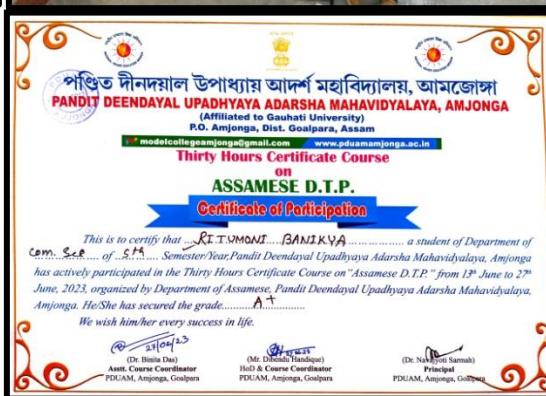 পণ্ডিত দীনদয়াল উপাধ্যায় আদৰ্শ মহাবিদ্যালয়, আমজোঙ্গা
PANDIT DEENDAYAL UPADHYAYA ADARSHA MAHAVIDYALAYA, AMJONGA
(Affiliated to Gauhati University)
P.O. Amjonga, Dist. Goalpara, Assam
modelcollegeamjonga@gmail.com www.pduamamjonga.ac.in
Thirty Hours Certificate Course
on
ASSAMESE D.T.P.
Certificate of Participation
This is to certify that RITUMONI BANIKYA a student of Department of
Com. Sce of 5th Semester/Year, Pandit Deendayal Upadhyaya Adarsha Mahavidyalaya, Amjonga
has actively participated in the Thirty Hours Certificate Course on "Assamese D.T.P." from 13th June to 27th
June, 2023, organized by Department of Assamese, Pandit Deendayal Upadhyaya Adarsha Mahavidyalaya,
Amjonga. He/She has secured the grade A+
We wish him/her every success in life.
27/06/23
(Dr. Binita Das) (Mr. Dibendu Handique) (Dr. Navajyoti Sarmah)
Asstt. Course Coordinator HoD & Course Coordinator Principal
PDUAM, Amjonga, Goalpara PDUAM, Amjonga, Goalpara PDUAM, Amjonga, Goalpara